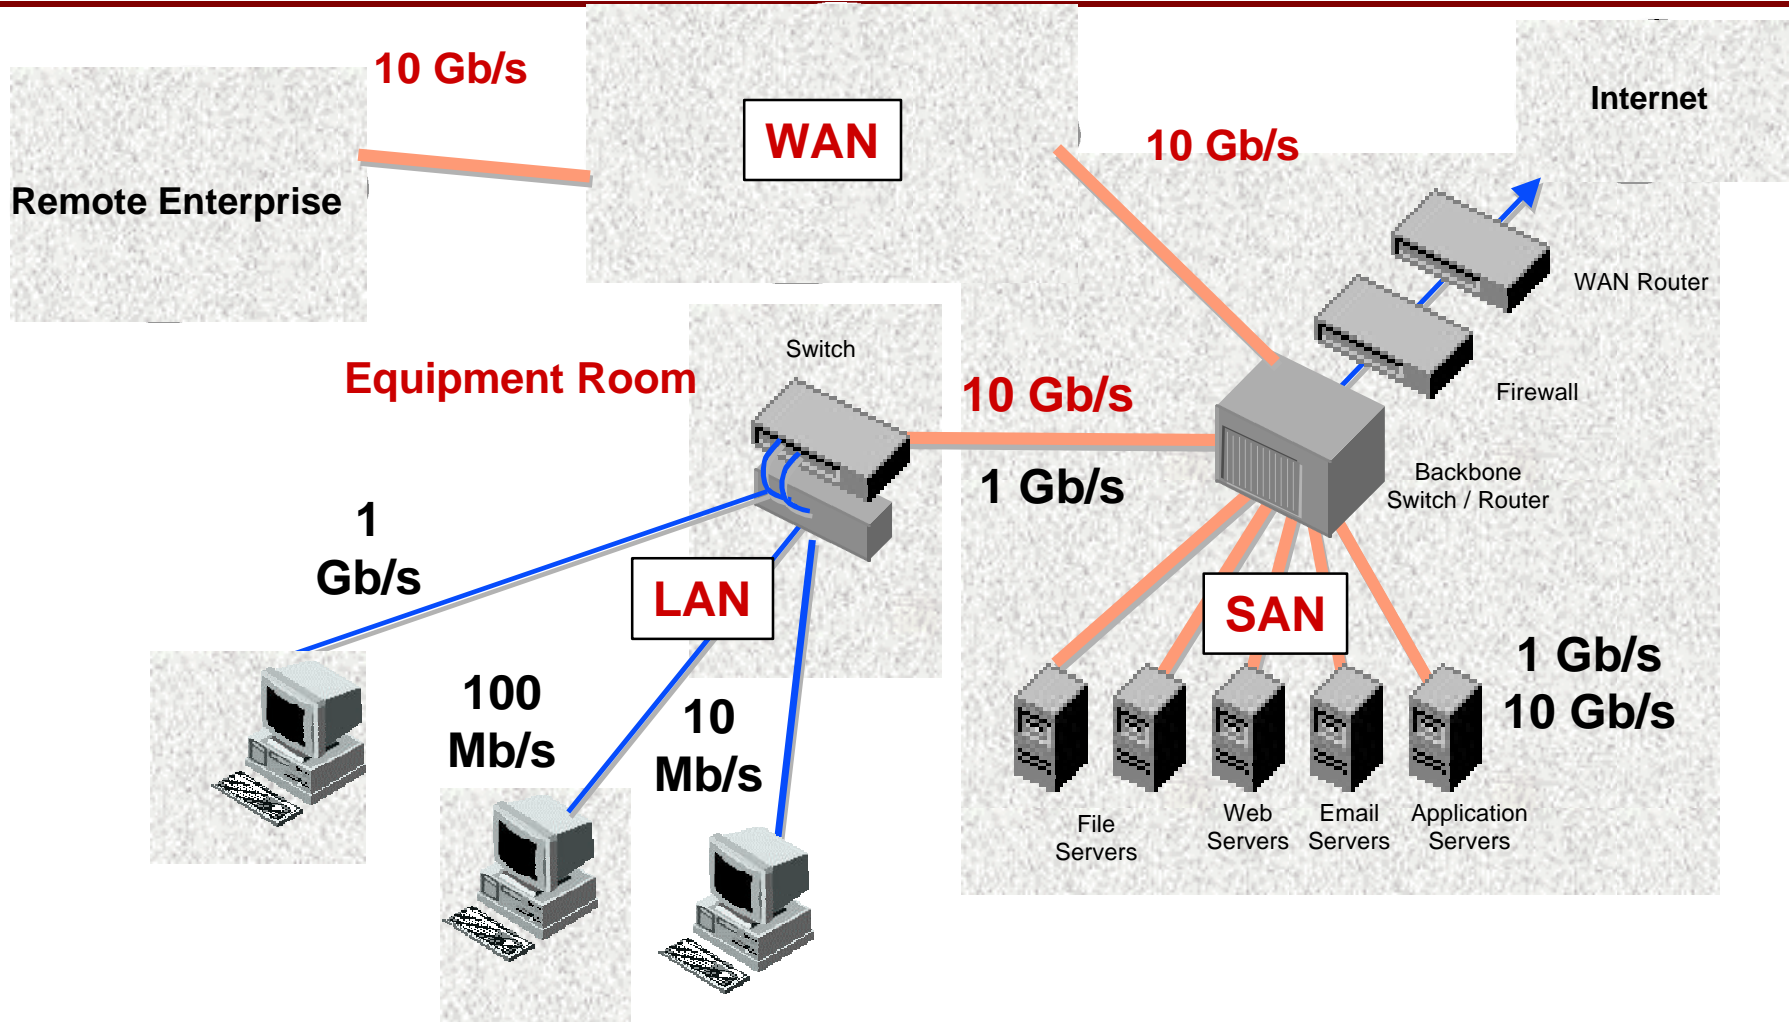 10 Gb/s
WAN
Internet
10 Gb/s
Remote Enterprise
WAN Router
Switch
Equipment Room
10 Gb/s
Firewall
1 Gb/s
Backbone
Switch / Router
1
Gb/s
LAN
SAN
1 Gb/s
10 Gb/s
100
Mb/s
10
Mb/s
File
Servers
Web
Servers
Email
Servers
Application
Servers